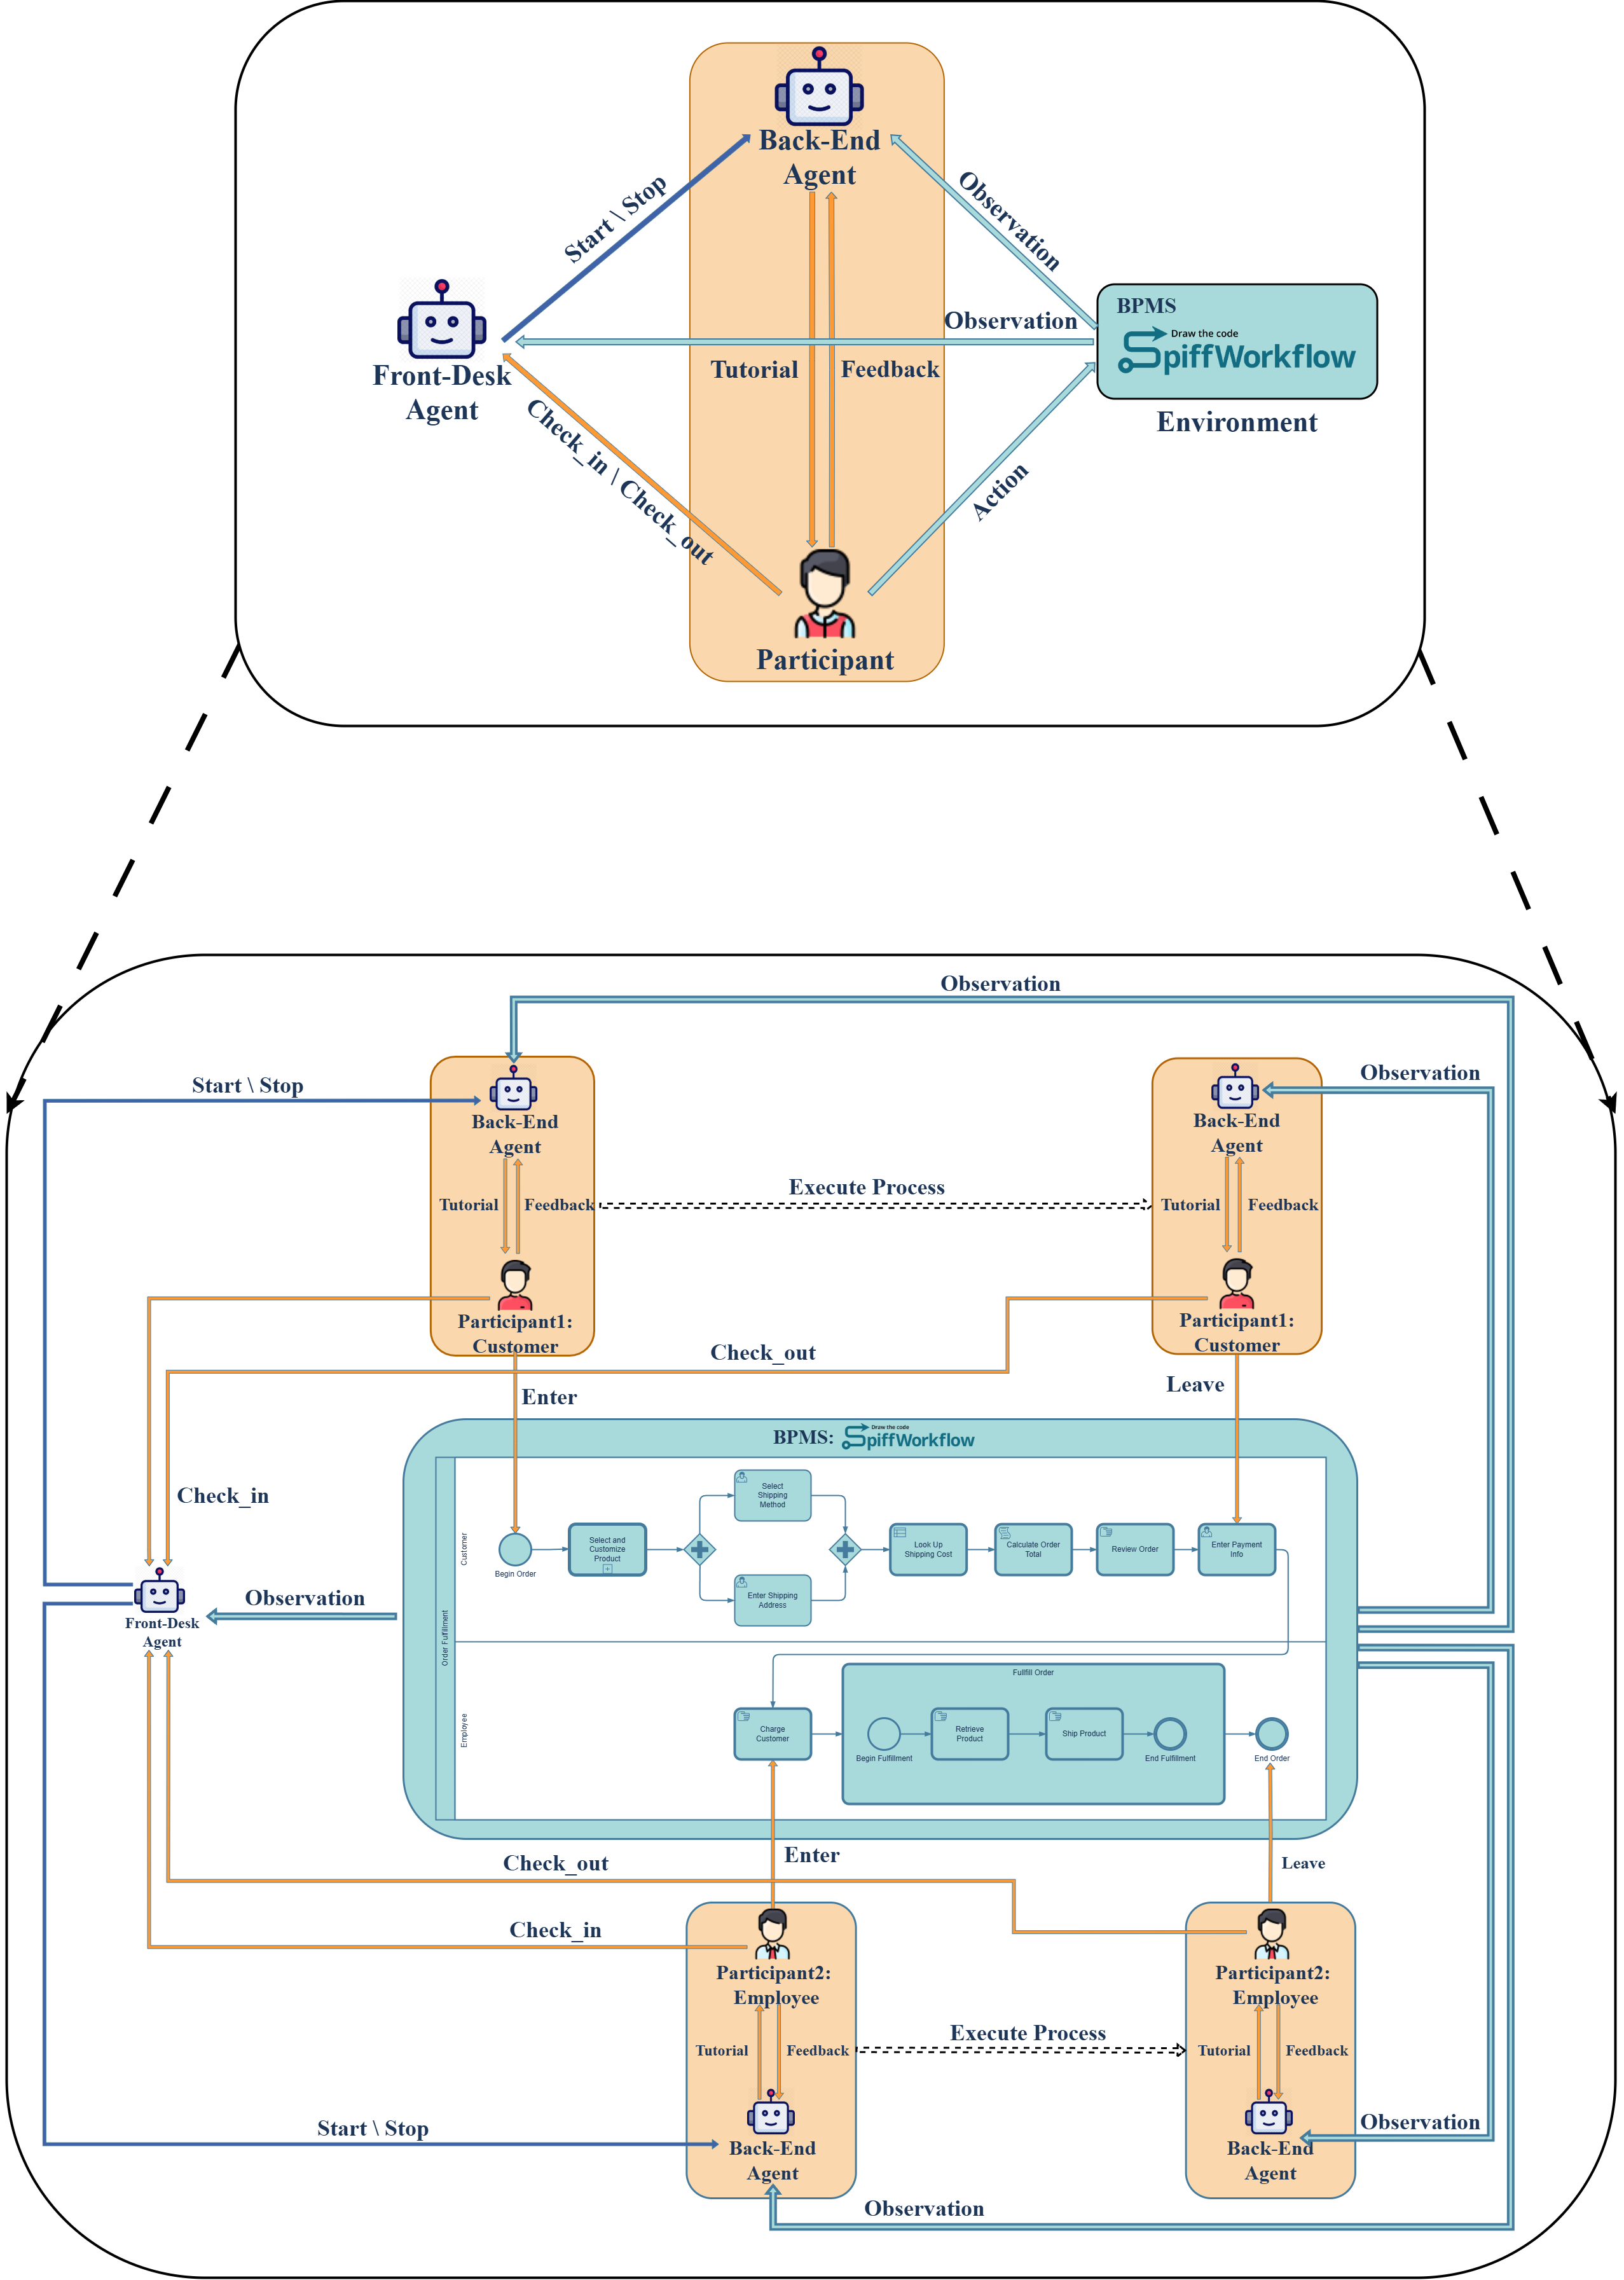 Back-End
Agent
Start \ Stop
Observation
BPMS
Draw the code
SpiffWorkflow
Environment
Observation
Front-Desk
Agent
Tutorial
Feedback
Check_in \ Check_out
Action
Participant
Observation
Start \ Stop
Back-End
Agent
Observation
Back-End
Agent
Tutorial
Feedback
Execute Process
Tutorial
Feedback
Participant1:
Customer
Participant1:
Customer
Check_out
Enter
Leave
BPMS:
Draw the code
SpiffWorkflow
Check_in
Order Fulfillment
Customer
Begin Order
Select and
Customize
Product
Select
Shipping
Method
Enter Shipping
Address
Look Up
Shipping Cost
Calculate Order
Total
Review Order
Enter Payment
Info
Front-Desk
Agent
Observation
Employee
Charge
Customer
Fullfill Order
Begin Fulfillment
Retrieve
Product
Ship Product
End Fulfillment
End Order
Check_out
Enter
Leave
Check_in
Participant2:
Employee
Participant2:
Employee
Tutorial
Feedback
Execute Process
Tutorial
Feedback
Start \ Stop
Back-End
Agent
Observation
Back-End
Agent
Observation